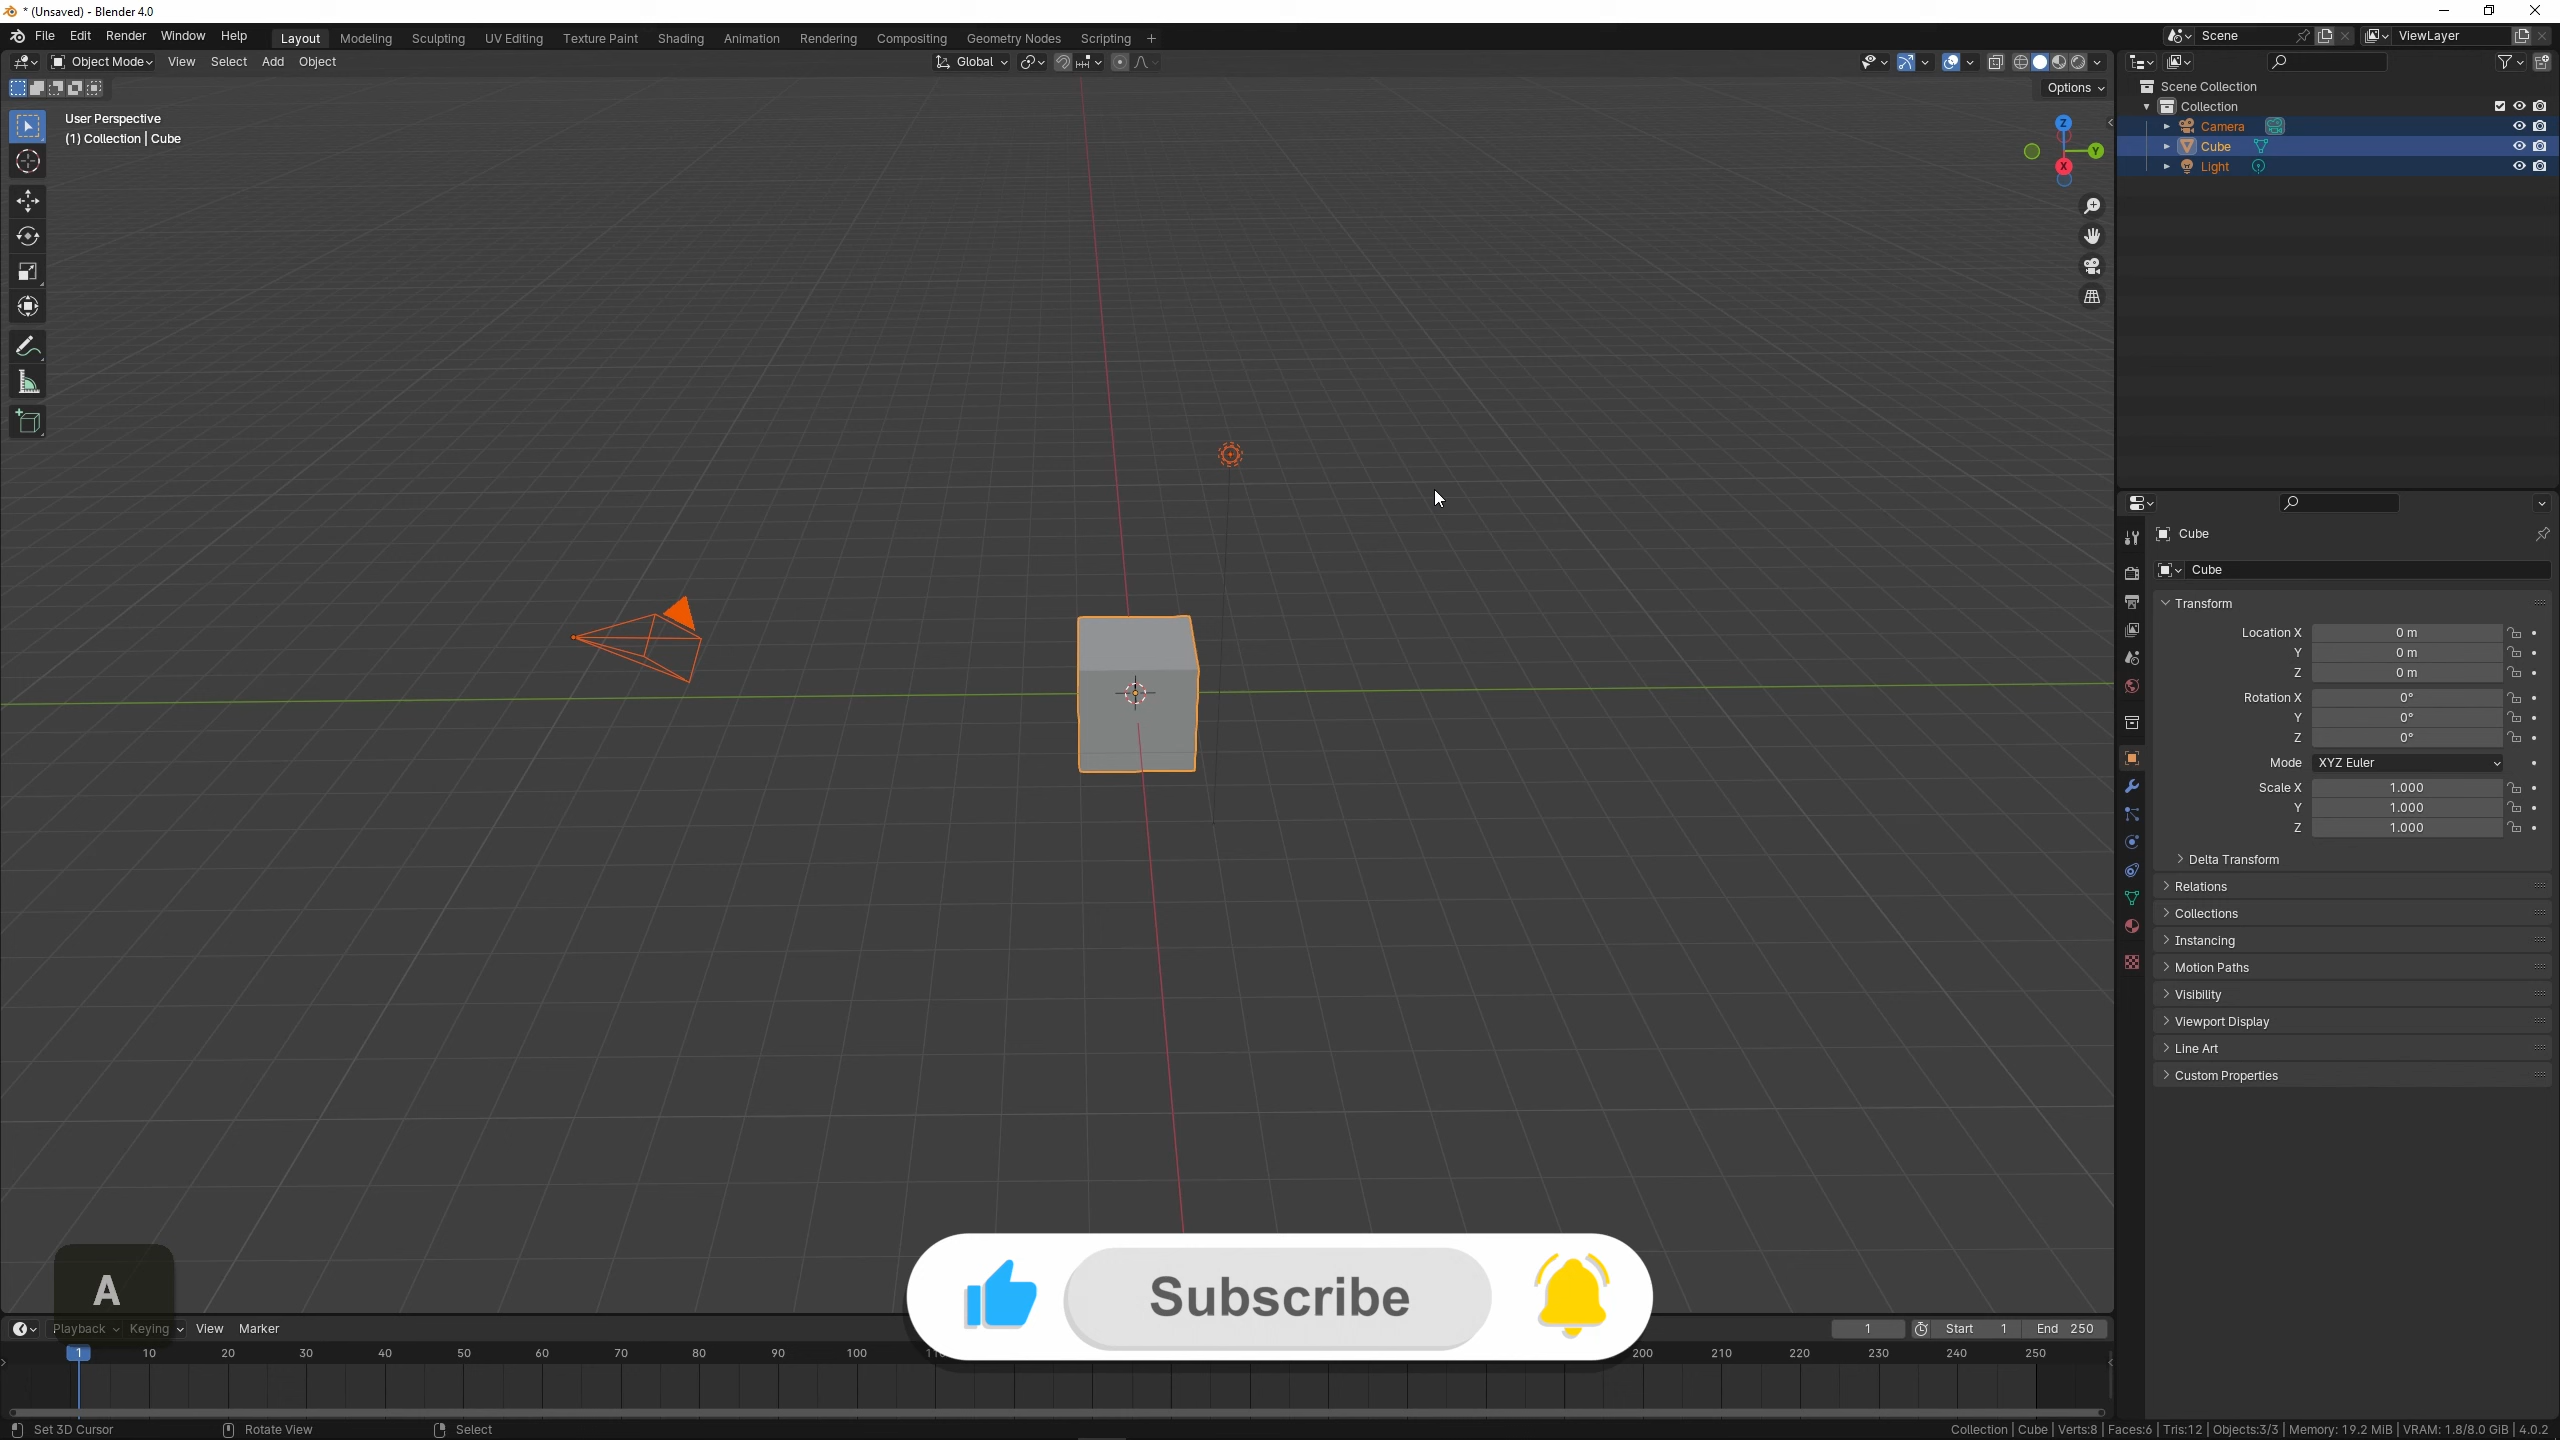 * (Unsaved) - Blender 4.0
File Edit Render Window Help Layout Modeling Sculpting UV Editing Texture Paint Shading Animation Rendering Compositing Geometry Nodes Scripting + Scene ViewLayer
Object Mode View Select Add Object Global
Options
User Perspective
(1) Collection | Cube
Z
Y
X
Scene Collection
Collection
Camera
Cube
Light
Cube
Cube
Transform
Location X 0 m
Y 0 m
Z 0 m
Rotation X 0°
Y 0°
Z 0°
Mode XYZ Euler
Scale X 1.000
Y 1.000
Z 1.000
Delta Transform
Relations
Collections
Instancing
Motion Paths
Visibility
Viewport Display
Line Art
Custom Properties
A
Subscribe
Playback Keying View Marker 1 Start 1 End 250
1 10 20 30 40 50 60 70 80 90 100 200 210 220 230 240 250
Set 3D Cursor Rotate View Select Collection | Cube | Verts:8 | Faces:6 | Tris:12 | Objects:3/3 | Memory: 19.2 MiB | VRAM: 1.8/8.0 GiB | 4.0.2